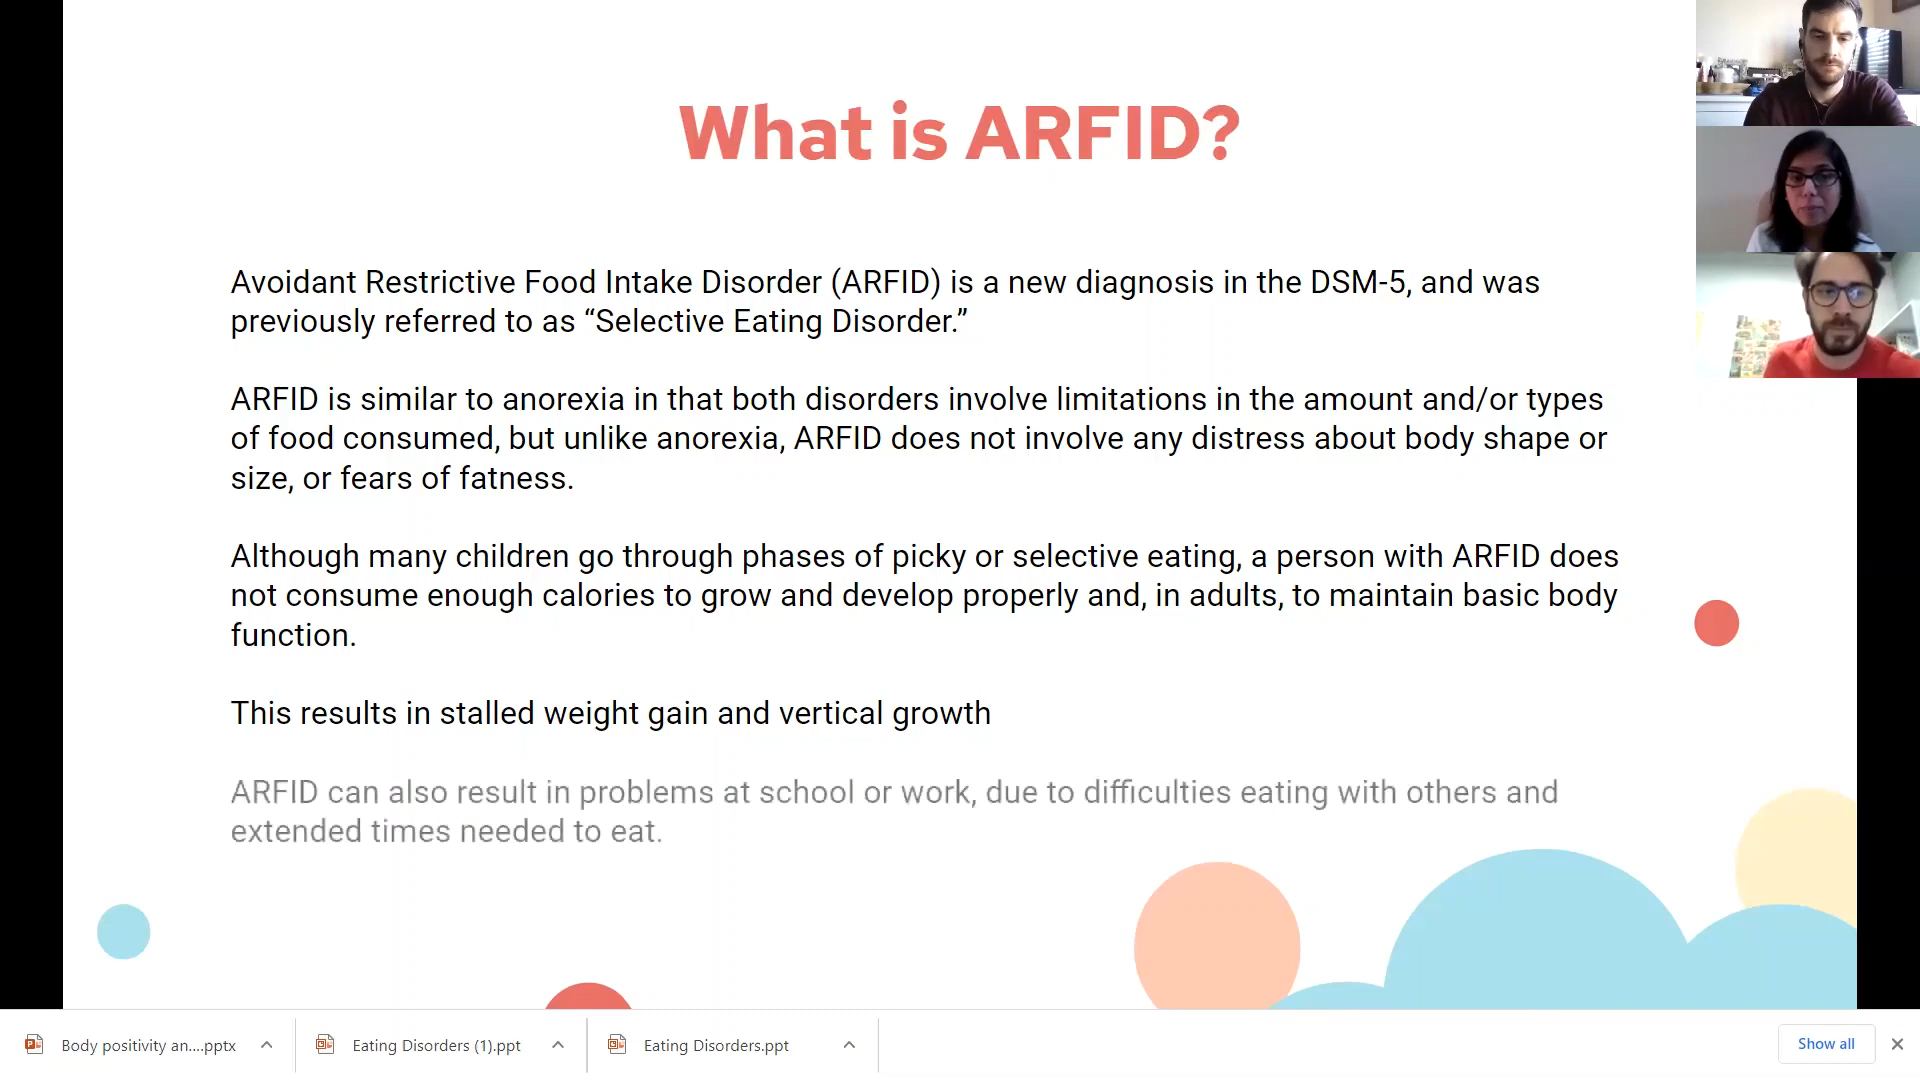 What is ARFID?
Avoidant Restrictive Food Intake Disorder (ARFID) is a new diagnosis in the DSM-5, and was
previously referred to as “Selective Eating Disorder.”
ARFID is similar to anorexia in that both disorders involve limitations in the amount and/or types
of food consumed, but unlike anorexia, ARFID does not involve any distress about body shape or
size, or fears of fatness.
Although many children go through phases of picky or selective eating, a person with ARFID does
not consume enough calories to grow and develop properly and, in adults, to maintain basic body
function.
This results in stalled weight gain and vertical growth
ARFID can also result in problems at school or work, due to difficulties eating with others and
extended times needed to eat.
Body positivity an....pptx
Eating Disorders (1).ppt
Eating Disorders.ppt
Show all